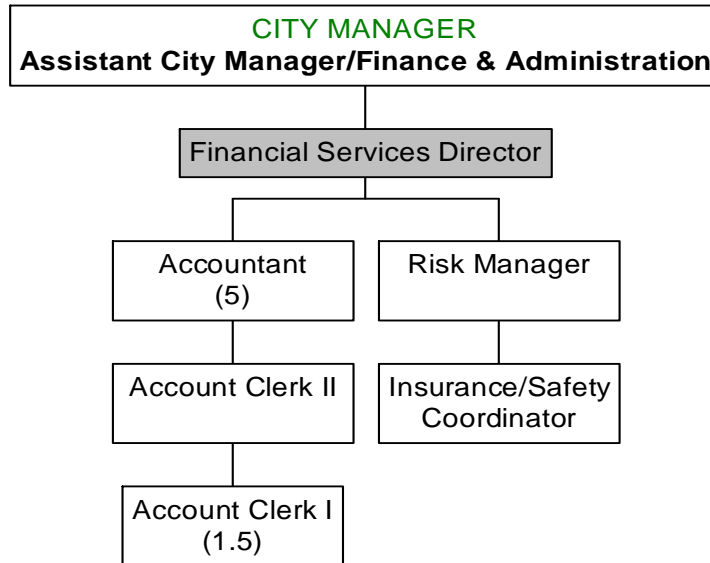 CITY MANAGER
Assistant City Manager/Finance & Administration
Financial Services Director
Accountant
(5)
Risk Manager
Account Clerk II
Insurance/Safety
Coordinator
Account Clerk I
(1.5)